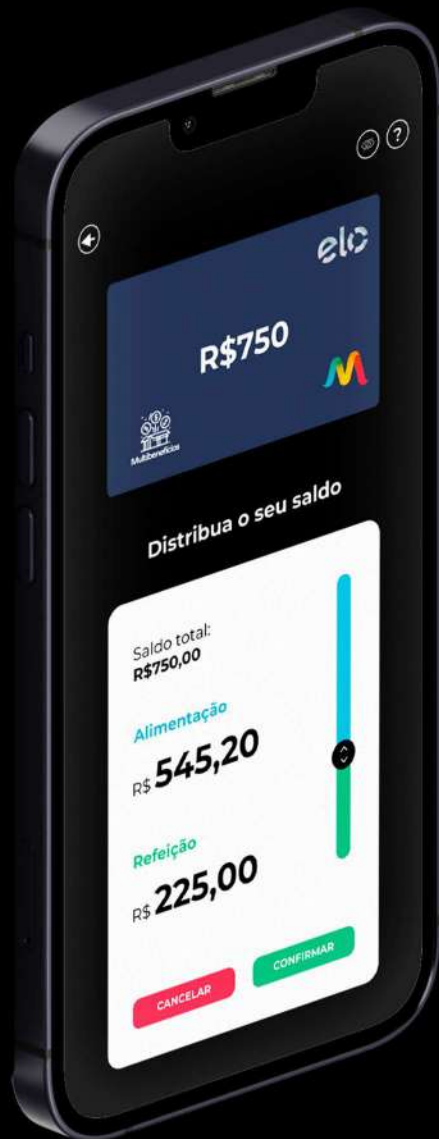 ?
elo
R$750
Multibenefícios
Distribua o seu saldo
Saldo total:
R$750,00
Alimentação
R$ 545,20
Refeição
R$ 225,00
CANCELAR
CONFIRMAR